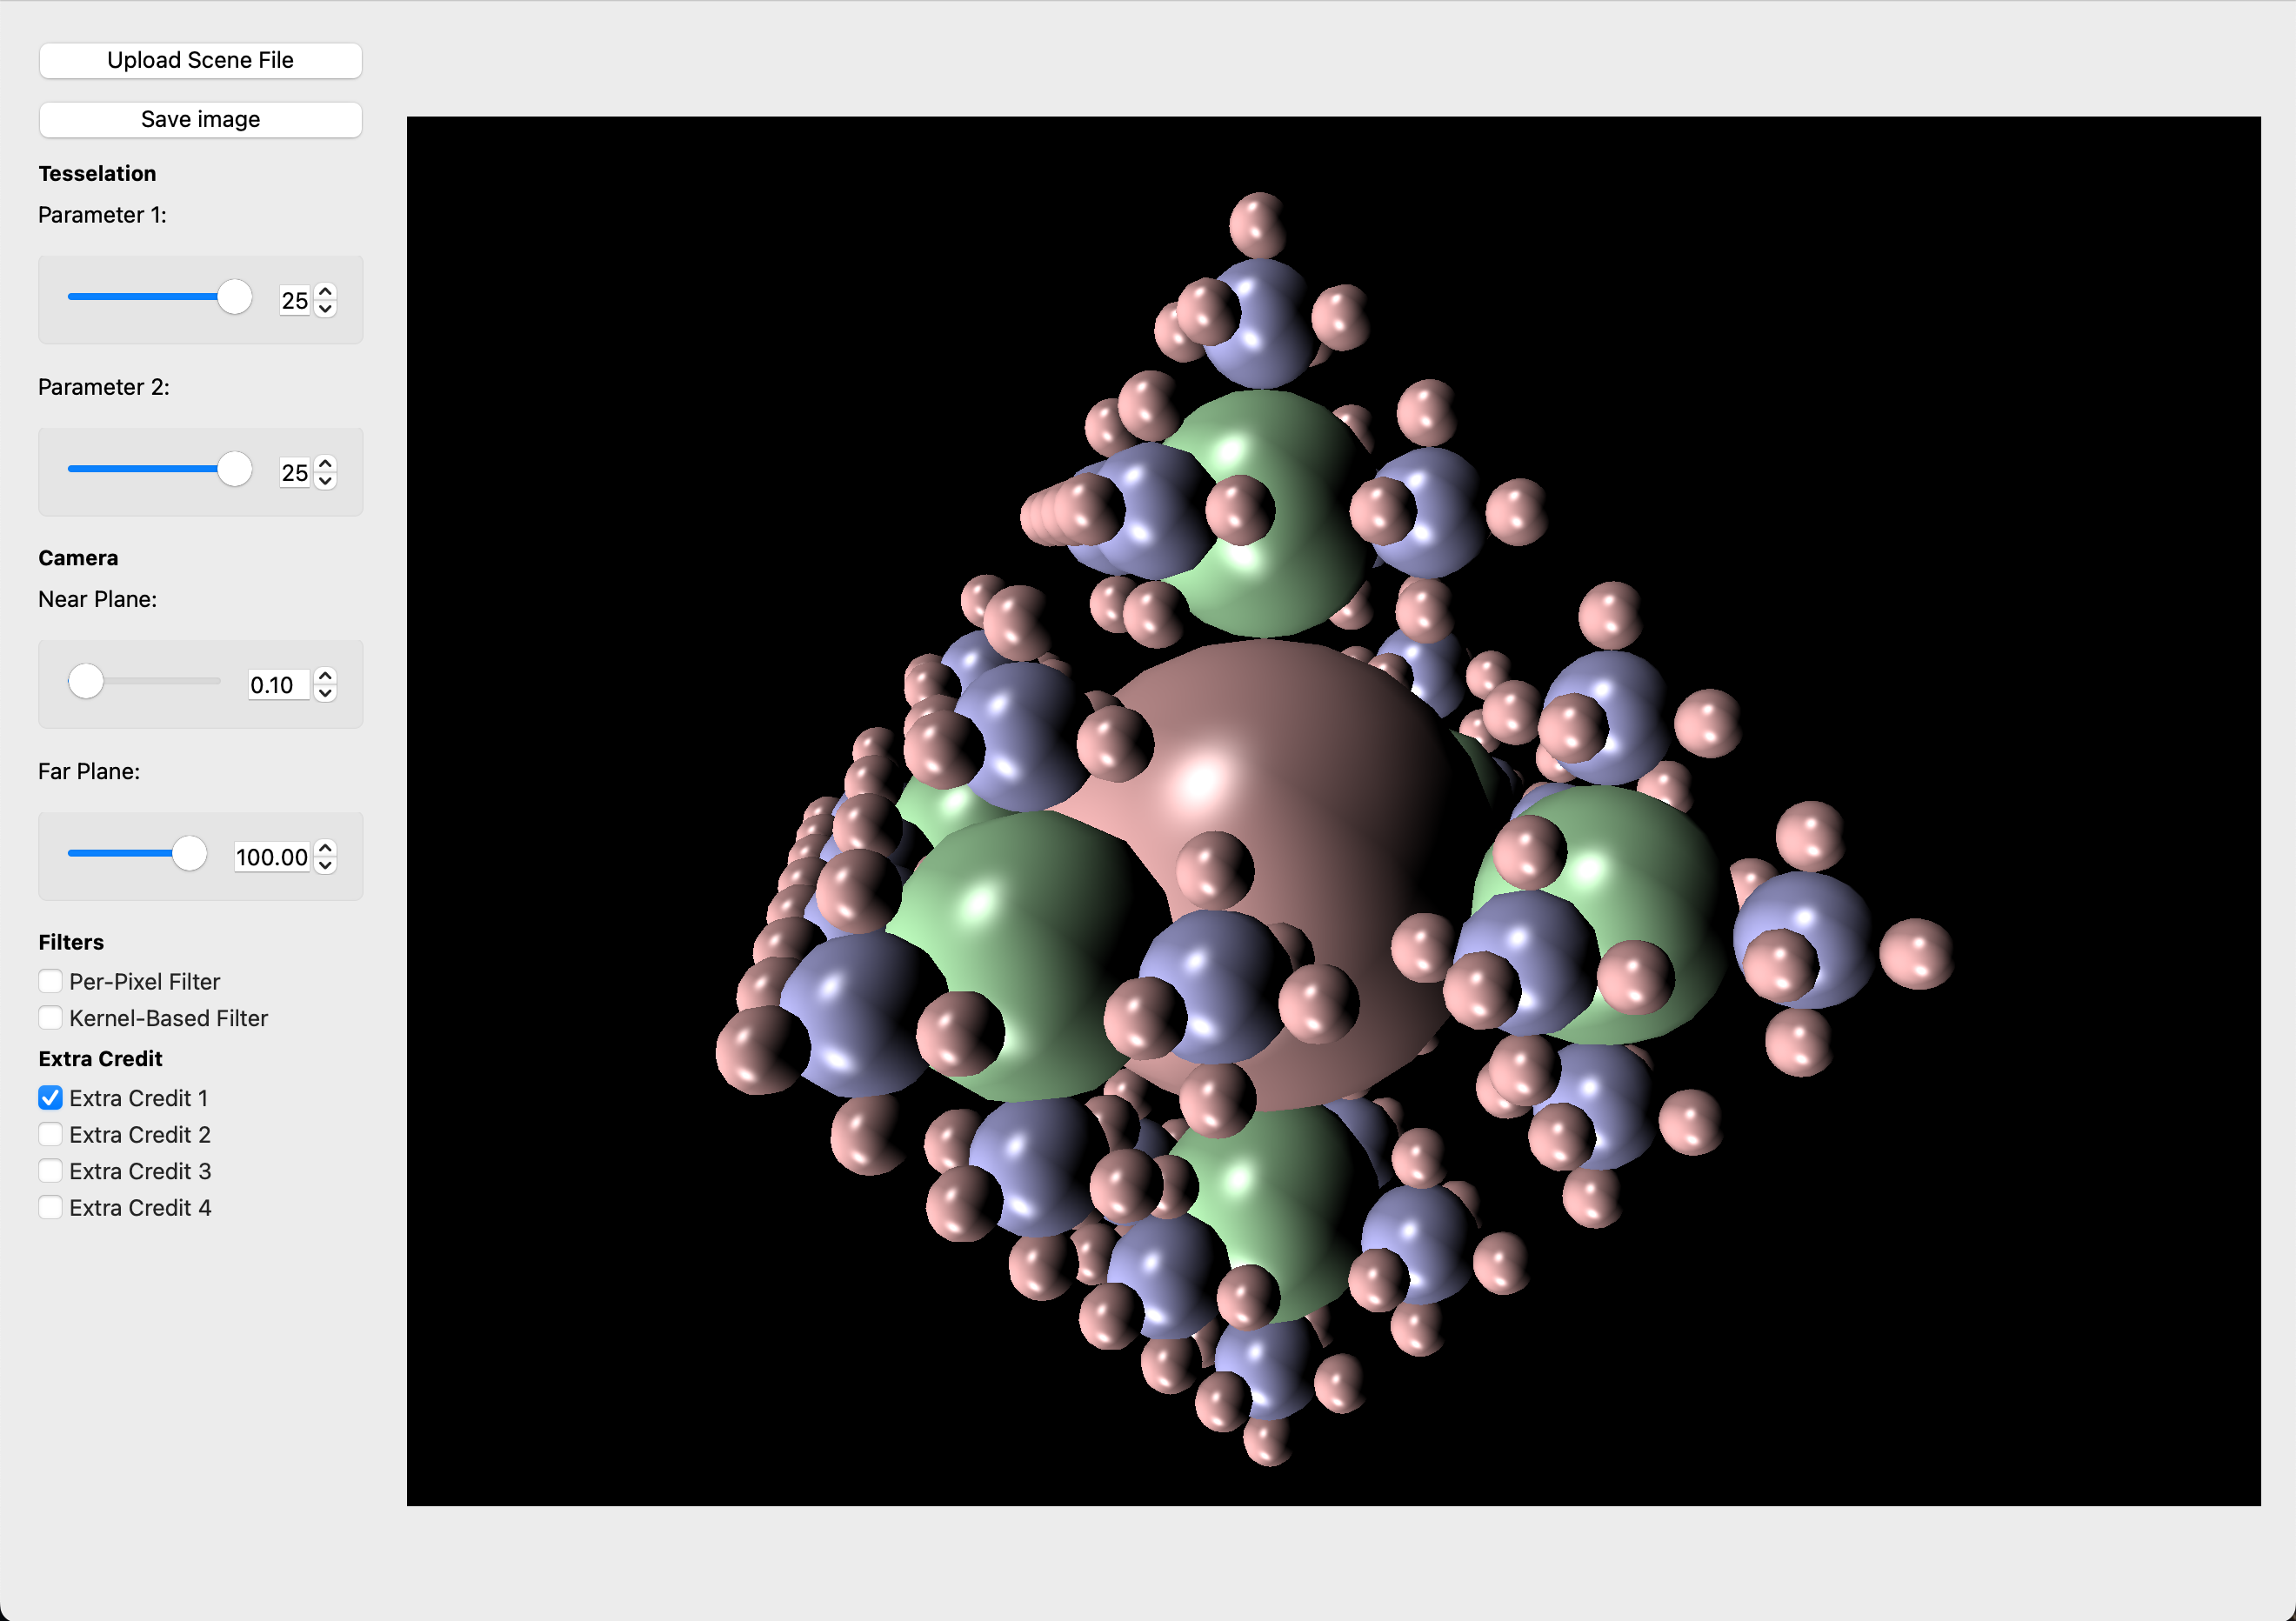 Upload Scene File
Save image
Tesselation
Parameter 1:
25
Parameter 2:
25
Camera
Near Plane:
0.10
Far Plane:
100.00
Filters
Per-Pixel Filter
Kernel-Based Filter
Extra Credit
Extra Credit 1
Extra Credit 2
Extra Credit 3
Extra Credit 4